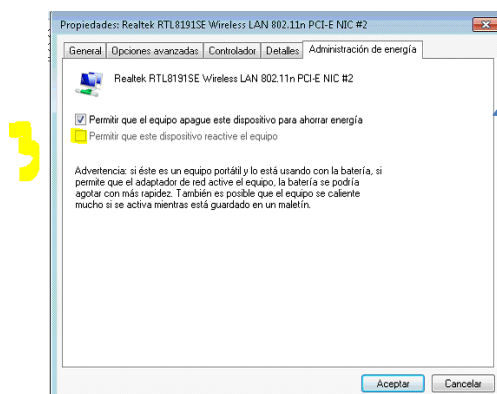 Propiedades: Realtek RTL8191SE Wireless LAN 802.11n PCI-E NIC #2
General Opciones avanzadas Controlador Detalles Administración de energía
Realtek RTL8191SE Wireless LAN 802.11n PCI-E NIC #2
Permitir que el equipo apague este dispositivo para ahorrar energía
Permitir que este dispositivo reactive el equipo
3
Advertencia: si éste es un equipo portátil y lo está usando con la batería, si
permite que el adaptador de red active el equipo, la batería se podría
agotar con más rapidez. También es posible que el equipo se caliente
mucho si se activa mientras está guardado en un maletín.
Aceptar Cancelar